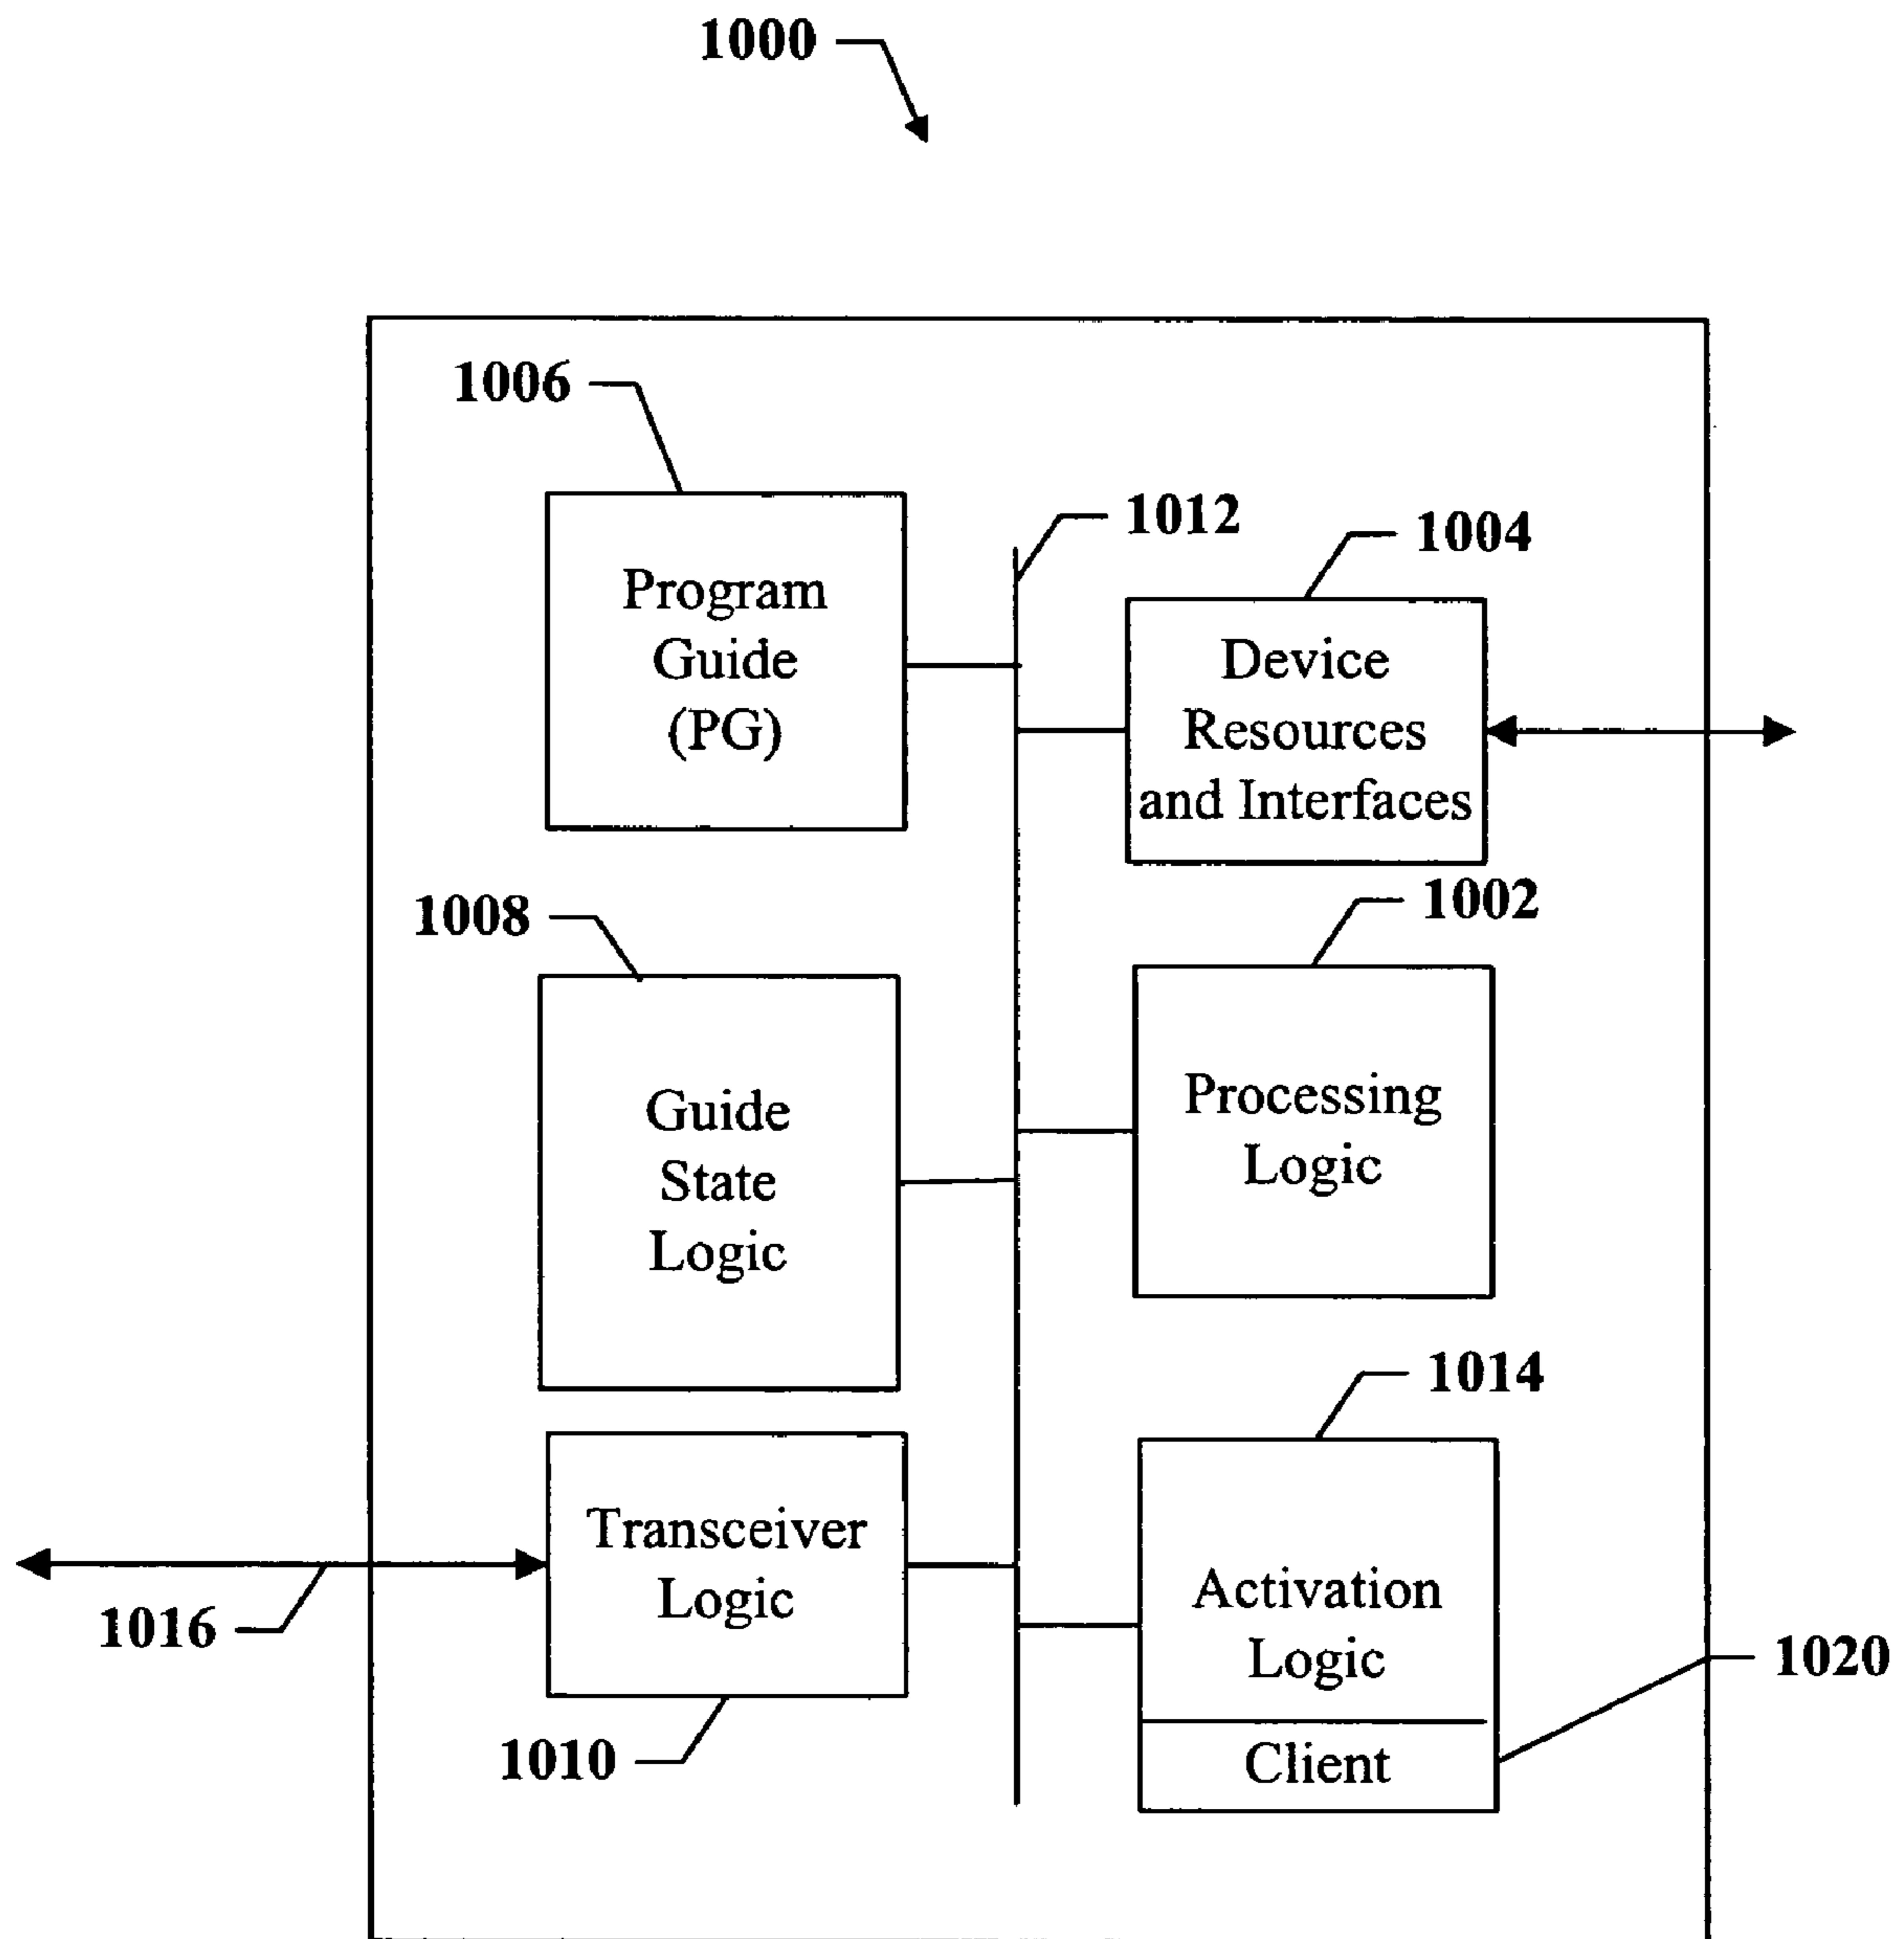 1000
1006
1012
1004
Program
Guide
(PG)
Device
Resources
and Interfaces
1008
1002
Guide
State
Logic
Processing
Logic
1014
Transceiver
Logic
Activation
Logic
1016
1020
1010
Client